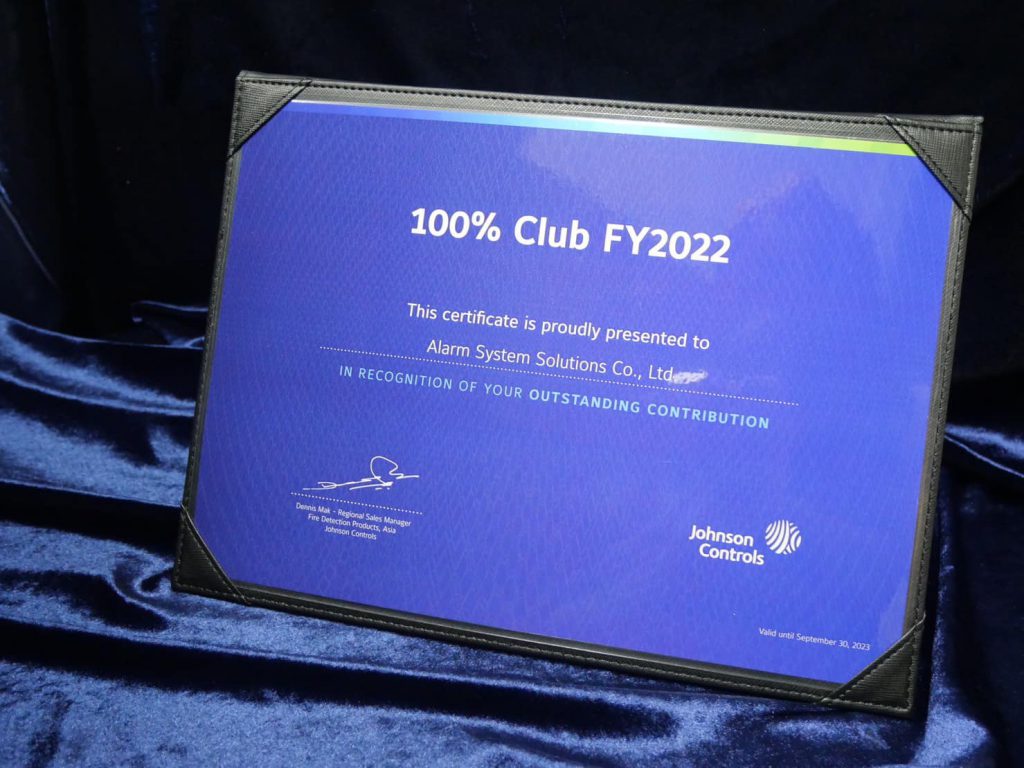 100% Club FY2022
This certificate is proudly presented to
Alarm System Solutions Co., Ltd.
IN RECOGNITION OF YOUR OUTSTANDING CONTRIBUTION
Dennis Mak - Regional Sales Manager
Fire Detection Products, Asia
Johnson Controls
Johnson
Controls
Valid until September 30, 2023